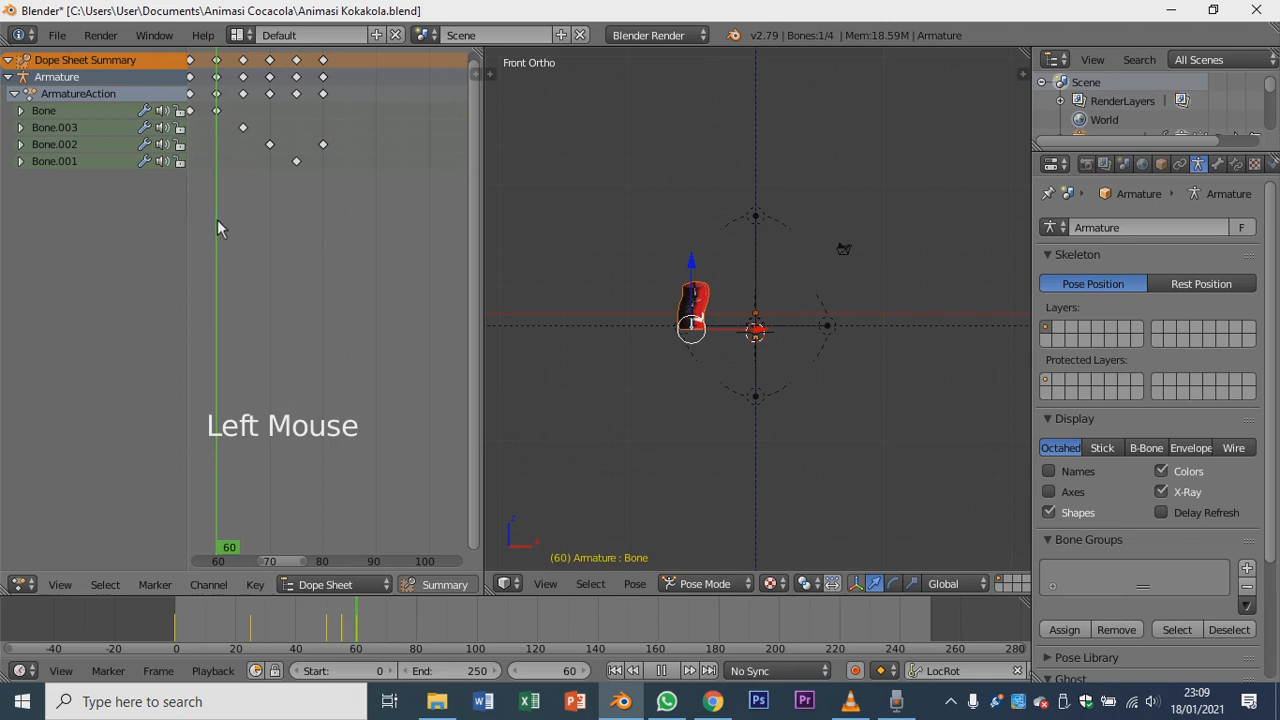 Blender* [C:\Users\User\Documents\Animasi Cocacola\Animasi Kokakola.blend]
File Render Window Help Default Scene Blender Render v2.79 | Bones:1/4 | Mem:18.59M | Armature
Dope Sheet Summary
Armature
ArmatureAction
Bone
Bone.003
Bone.002
Bone.001
Left Mouse
60
60 70 80 90 100
View Select Marker Channel Key Dope Sheet Summary
Front Ortho
(60) Armature : Bone
View Select Pose Pose Mode Global
View Search All Scenes
Scene
RenderLayers
World
Armature Armature
Armature F
Skeleton
Pose Position Rest Position
Layers:
Protected Layers:
Display
Octahed Stick B-Bone Envelope Wire
Names Colors
Axes X-Ray
Shapes Delay Refresh
Bone Groups
Assign Remove Select Deselect
Pose Library
Ghost
-40 -20 0 20 40 60 80 100 120 140 160 180 200 220 240 260 280
View Marker Frame Playback Start: 0 End: 250 60 No Sync LocRot
Type here to search
23:09
18/01/2021